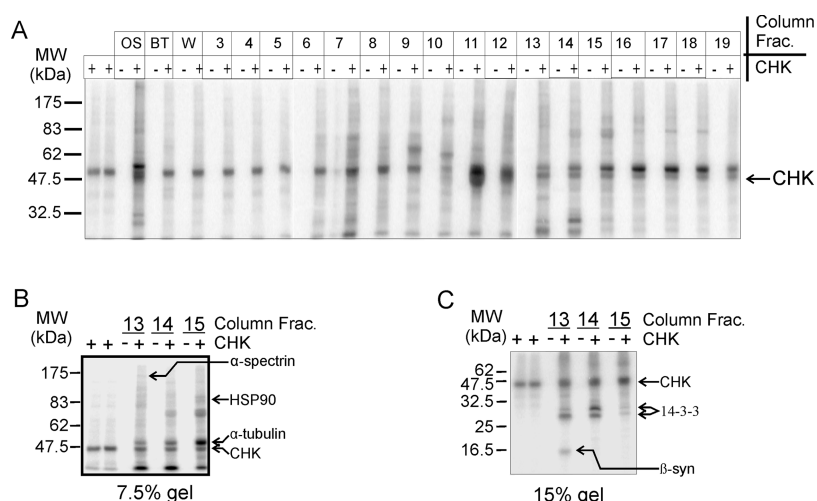 A
Column
Frac.
OS BT W 3 4 5 6 7 8 9 10 11 12 13 14 15 16 17 18 19
MW
(kDa)
+ + - + - + - + - + - + - + - + - + - + - + - + - + - + - + - + - + - + - + - + - +
CHK
175
83
62
47.5
32.5
CHK
B
MW
(kDa)
13 14 15 Column Frac.
+ + - + - + - + CHK
175
83
62
47.5
α-spectrin
HSP90
α-tubulin
CHK
7.5% gel
C
MW
(kDa)
13 14 15 Column Frac.
+ + - + - + - + CHK
62
47.5
32.5
25
16.5
CHK
14-3-3
ß-syn
15% gel